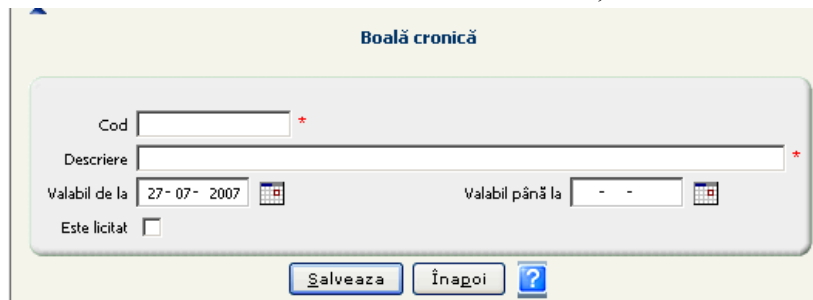 Boală cronică
Cod *
Descriere *
Valabil de la 27-07-2007 Valabil până la - -
Este licitat
Salveaza Înapoi ?